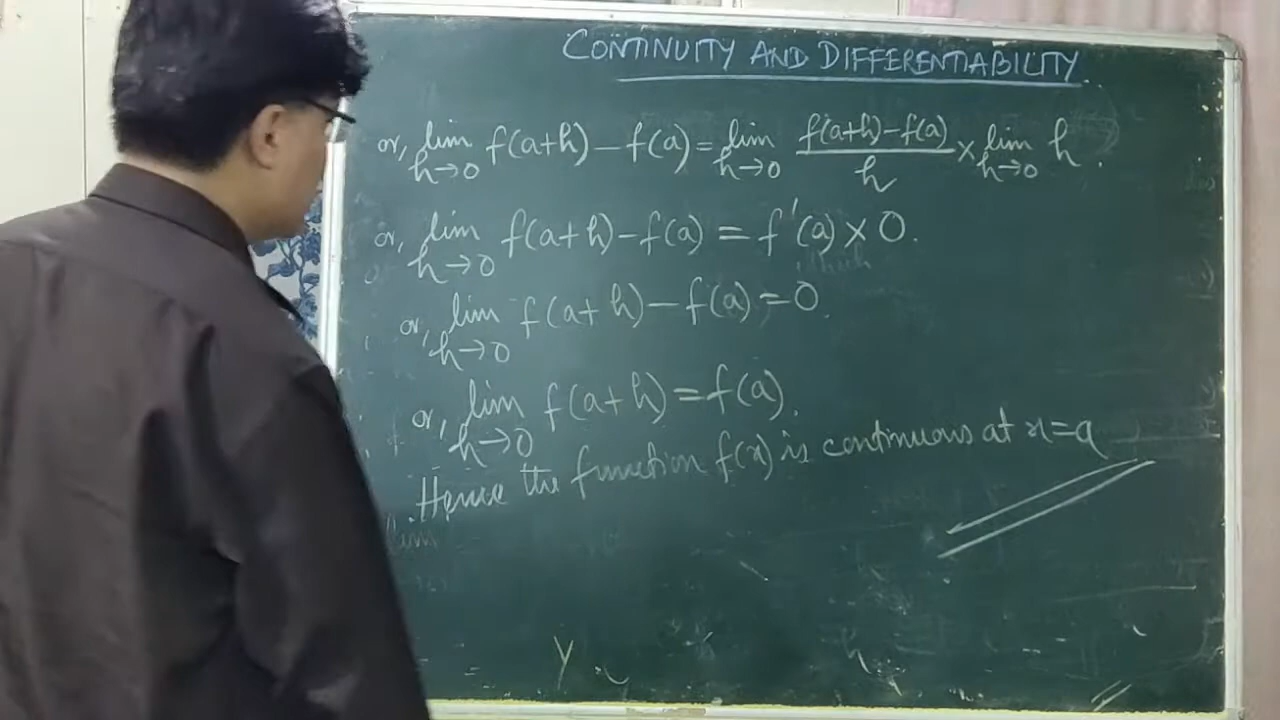 CONTINUITY AND DIFFERENTIABILITY
or, lim h→0 f(a+h) – f(a) = lim h→0 f(a+h)–f(a) / h × lim h→0 h.
or, lim h→0 f(a+h) – f(a) = f'(a) × 0.
or, lim h→0 f(a+h) – f(a) = 0.
or, lim h→0 f(a+h) = f(a).
Hence the function f(x) is continuous at x=a
Y